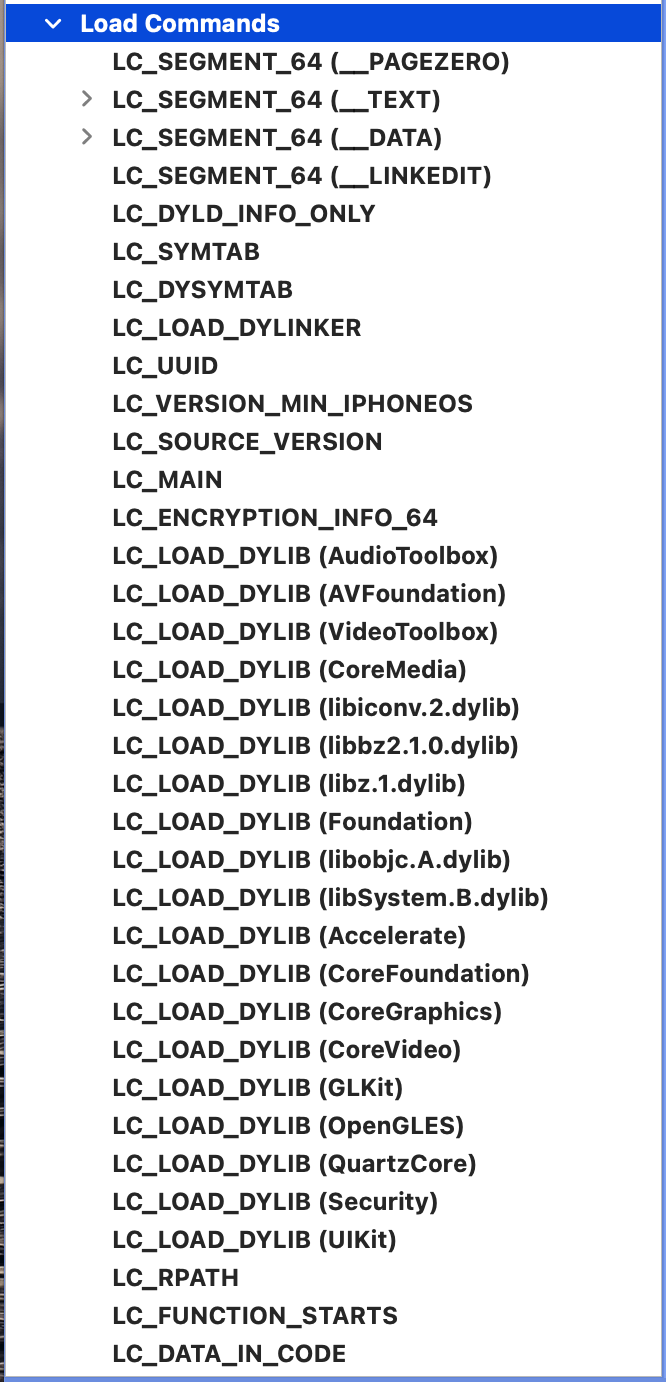 Load Commands
LC_SEGMENT_64 (__PAGEZERO)
LC_SEGMENT_64 (__TEXT)
LC_SEGMENT_64 (__DATA)
LC_SEGMENT_64 (__LINKEDIT)
LC_DYLD_INFO_ONLY
LC_SYMTAB
LC_DYSYMTAB
LC_LOAD_DYLINKER
LC_UUID
LC_VERSION_MIN_IPHONEOS
LC_SOURCE_VERSION
LC_MAIN
LC_ENCRYPTION_INFO_64
LC_LOAD_DYLIB (AudioToolbox)
LC_LOAD_DYLIB (AVFoundation)
LC_LOAD_DYLIB (VideoToolbox)
LC_LOAD_DYLIB (CoreMedia)
LC_LOAD_DYLIB (libiconv.2.dylib)
LC_LOAD_DYLIB (libbz2.1.0.dylib)
LC_LOAD_DYLIB (libz.1.dylib)
LC_LOAD_DYLIB (Foundation)
LC_LOAD_DYLIB (libobjc.A.dylib)
LC_LOAD_DYLIB (libSystem.B.dylib)
LC_LOAD_DYLIB (Accelerate)
LC_LOAD_DYLIB (CoreFoundation)
LC_LOAD_DYLIB (CoreGraphics)
LC_LOAD_DYLIB (CoreVideo)
LC_LOAD_DYLIB (GLKit)
LC_LOAD_DYLIB (OpenGLES)
LC_LOAD_DYLIB (QuartzCore)
LC_LOAD_DYLIB (Security)
LC_LOAD_DYLIB (UIKit)
LC_RPATH
LC_FUNCTION_STARTS
LC_DATA_IN_CODE